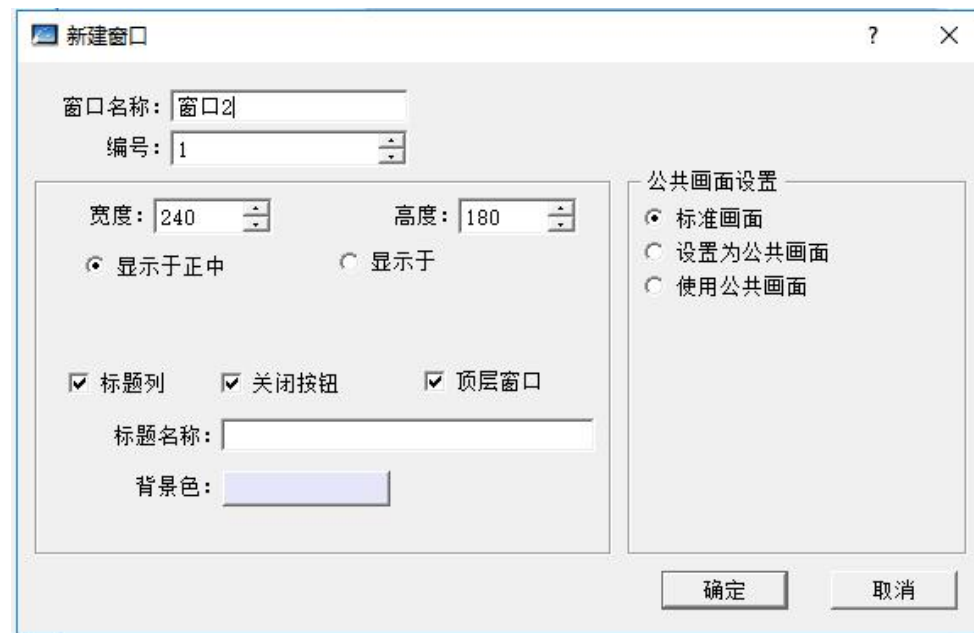 新建窗口 ?
窗口名称: 窗口2
编号: 1
宽度: 240 高度: 180
显示于正中 显示于
标题列 关闭按钮 顶层窗口
标题名称:
背景色:
公共画面设置
标准画面
设置为公共画面
使用公共画面
确定 取消